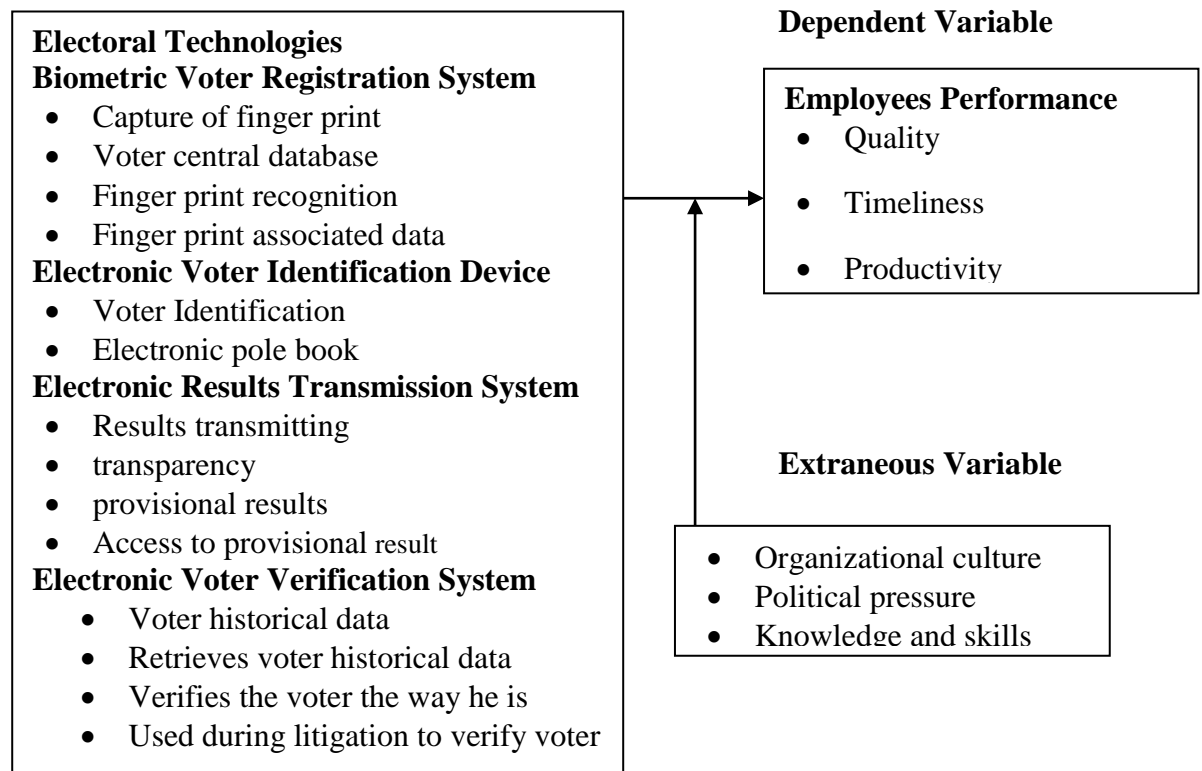 Electoral Technologies
Biometric Voter Registration System
• Capture of finger print
• Voter central database
• Finger print recognition
• Finger print associated data
Electronic Voter Identification Device
• Voter Identification
• Electronic pole book
Electronic Results Transmission System
• Results transmitting
• transparency
• provisional results
• Access to provisional result
Electronic Voter Verification System
• Voter historical data
• Retrieves voter historical data
• Verifies the voter the way he is
• Used during litigation to verify voter
Dependent Variable
Employees Performance
• Quality
• Timeliness
• Productivity
Extraneous Variable
• Organizational culture
• Political pressure
• Knowledge and skills